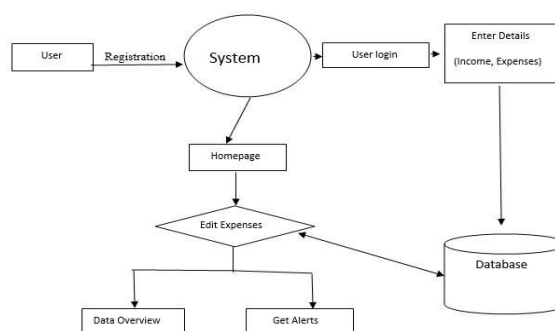 User
Registration
System
User login
Enter Details
(Income, Expenses)
Homepage
Edit Expenses
Database
Data Overview
Get Alerts